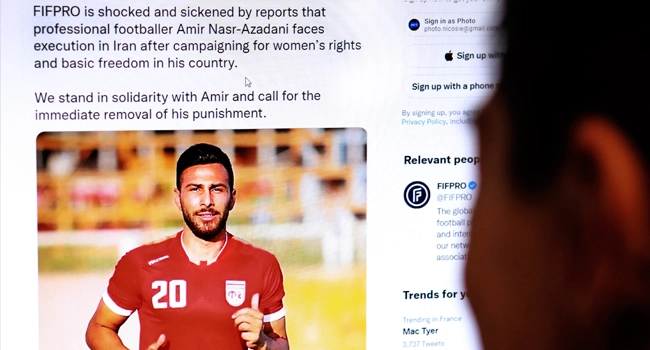 FIFPRO is shocked and sickened by reports that
professional footballer Amir Nasr-Azadani faces
execution in Iran after campaigning for women's rights
and basic freedom in his country.
We stand in solidarity with Amir and call for the
immediate removal of his punishment.
20
Sign in as Photo
photo.nicosie@gmail
Sign up with
Sign up with a phone
By signing up, you agree
Privacy Policy, including
Relevant peop
FIFPRO
@FIFPRO
The globa
football p
and inter
our netw
associat
Trends for y
Trending in France
Mac Tyer
3,737 Tweets